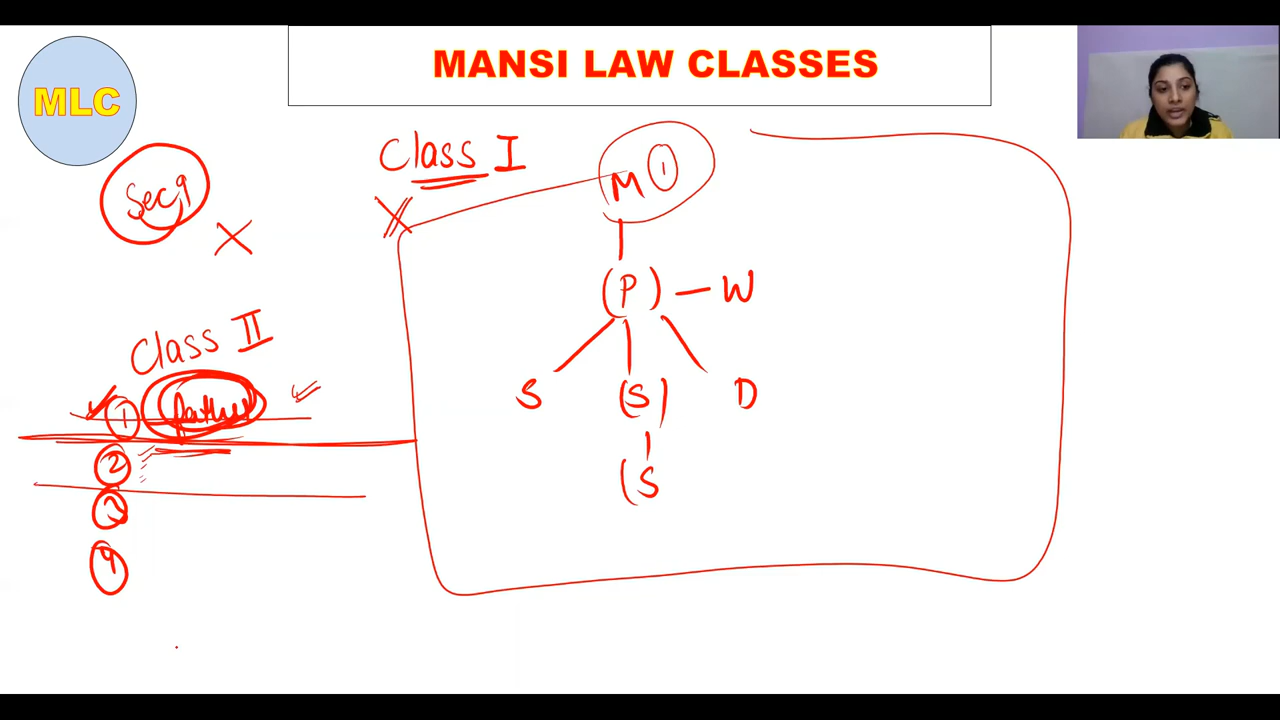 MANSI LAW CLASSES
MLC
Class I
Sec 9
M ①
(P) — W
Class II
S (S) D
① father
②
(S
③
④